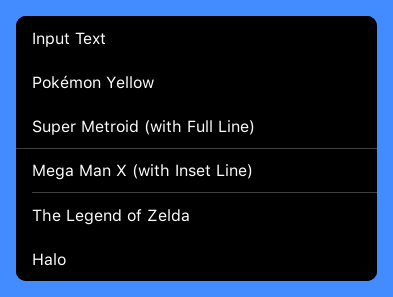 Input Text
Pokémon Yellow
Super Metroid (with Full Line)
Mega Man X (with Inset Line)
The Legend of Zelda
Halo